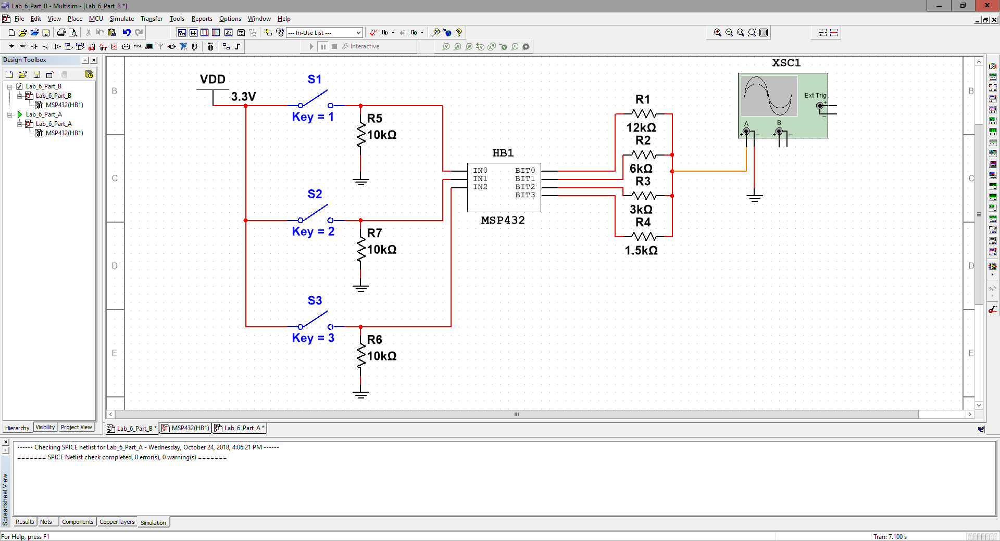 Lab_6_Part_B - Multisim - [Lab_6_Part_B *]
File Edit View Place MCU Simulate Transfer Tools Reports Options Window Help
--- In-Use List ---
Interactive
Design Toolbox
Lab_6_Part_B
Lab_6_Part_B
MSP432(HB1)
Lab_6_Part_A
Lab_6_Part_A
MSP432(HB1)
Hierarchy Visibility Project View
B
C
D
E
VDD
3.3V
S1
Key = 1
R5
10kΩ
S2
Key = 2
R7
10kΩ
S3
Key = 3
R6
10kΩ
HB1
IN0 BIT0
IN1 BIT1
IN2 BIT2
BIT3
MSP432
R1
12kΩ
R2
6kΩ
R3
3kΩ
R4
1.5kΩ
XSC1
Ext Trig
+
–
A B
+ – + –
B
C
D
E
Lab_6_Part_B * MSP432(HB1) Lab_6_Part_A *
------ Checking SPICE netlist for Lab_6_Part_A - Wednesday, October 24, 2018, 4:06:21 PM ------
======= SPICE Netlist check completed, 0 error(s), 0 warning(s) =======
Spreadsheet View
Results Nets Components Copper layers Simulation
For Help, press F1
Tran: 7.100 s